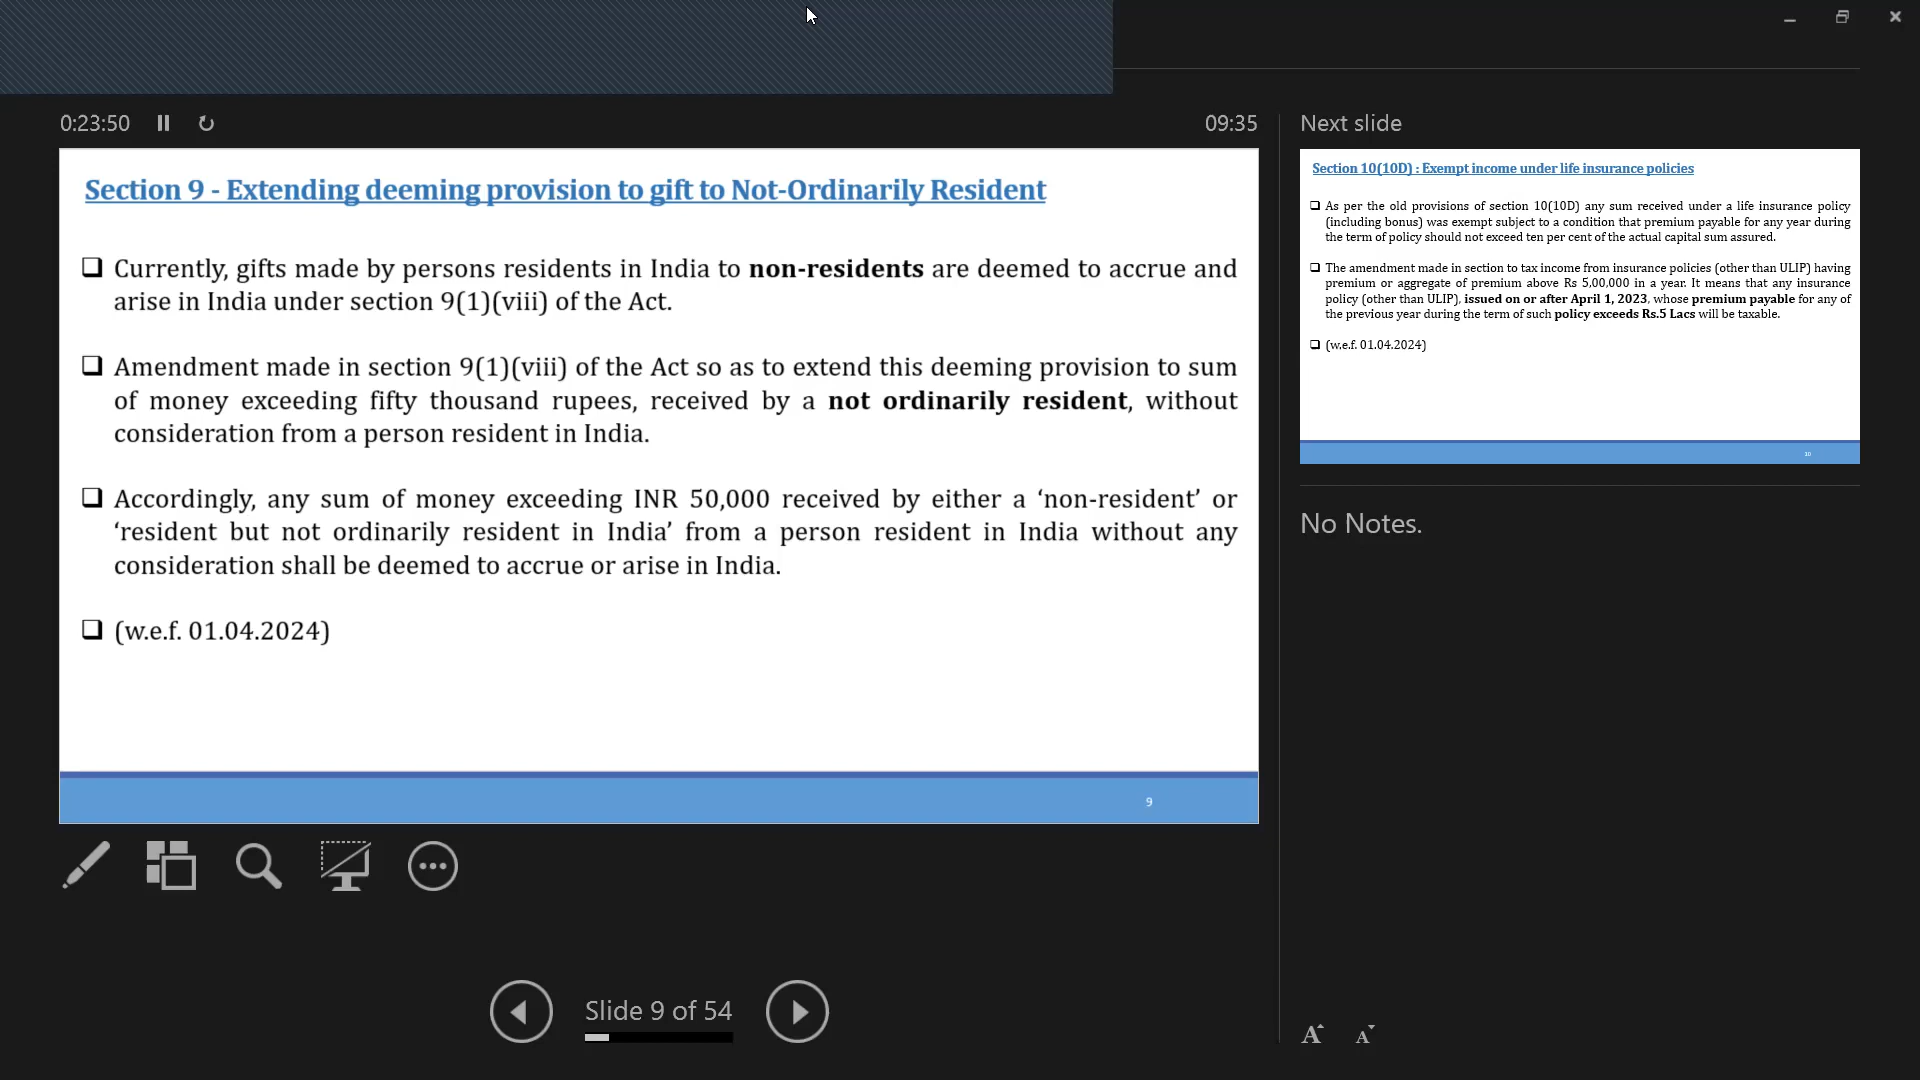 0:23:50
09:35
Section 9 - Extending deeming provision to gift to Not-Ordinarily Resident
❑ Currently, gifts made by persons residents in India to non-residents are deemed to accrue and
arise in India under section 9(1)(viii) of the Act.
❑ Amendment made in section 9(1)(viii) of the Act so as to extend this deeming provision to sum
of money exceeding fifty thousand rupees, received by a not ordinarily resident, without
consideration from a person resident in India.
❑ Accordingly, any sum of money exceeding INR 50,000 received by either a ‘non-resident’ or
‘resident but not ordinarily resident in India’ from a person resident in India without any
consideration shall be deemed to accrue or arise in India.
❑ (w.e.f. 01.04.2024)
9
Slide 9 of 54
Next slide
Section 10(10D) : Exempt income under life insurance policies
❑ As per the old provisions of section 10(10D) any sum received under a life insurance policy
(including bonus) was exempt subject to a condition that premium payable for any year during
the term of policy should not exceed ten per cent of the actual capital sum assured.
❑ The amendment made in section to tax income from insurance policies (other than ULIP) having
premium or aggregate of premium above Rs 5,00,000 in a year. It means that any insurance
policy (other than ULIP), issued on or after April 1, 2023, whose premium payable for any of
the previous year during the term of such policy exceeds Rs.5 Lacs will be taxable.
❑ (w.e.f. 01.04.2024)
10
No Notes.
A A